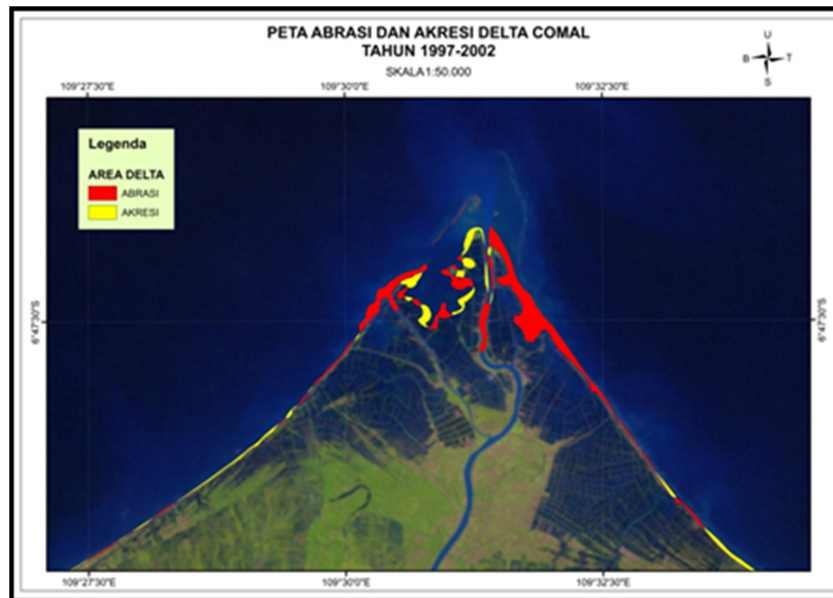 PETA ABRASI DAN AKRESI DELTA COMAL
TAHUN 1997-2002
SKALA 1:50.000
U
B T
S
109°27'30"E 109°30'0"E 109°32'30"E
Legenda
AREA DELTA
ABRASI
AKRESI
6°47'30"S 6°47'30"S
109°27'30"E 109°30'0"E 109°32'30"E